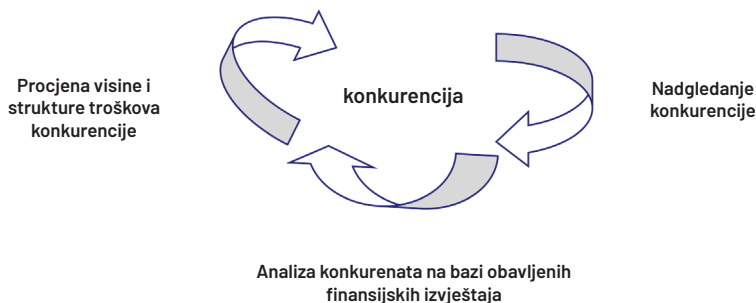 Procjena visine i
strukture troškova
konkurencije
konkurencija
Nadgledanje
konkurencije
Analiza konkurenata na bazi obavljenih
finansijskih izvještaja